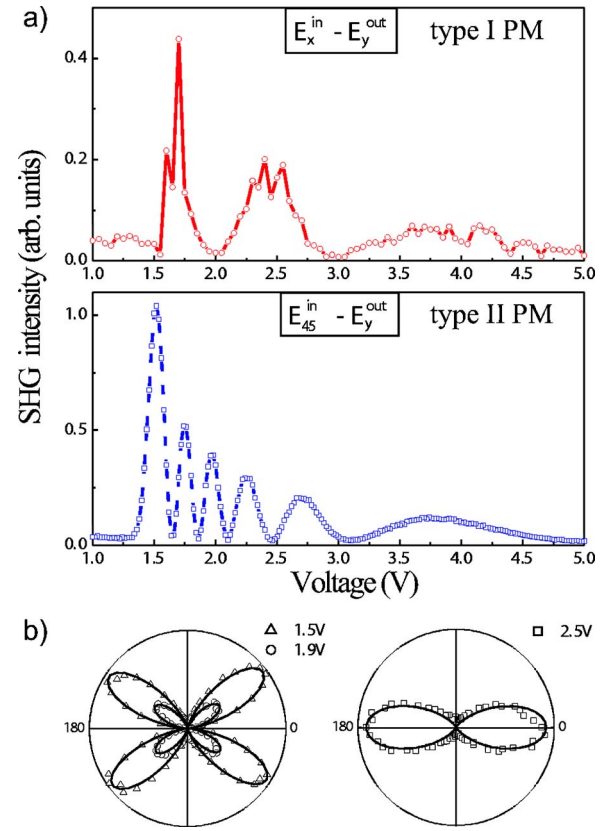 a)
E_x^in - E_y^out type I PM
0.4
0.2
0.0
1.0 1.5 2.0 2.5 3.0 3.5 4.0 4.5 5.0
SHG intensity (arb. units)
E_45^in - E_y^out type II PM
1.0
0.5
0.0
1.0 1.5 2.0 2.5 3.0 3.5 4.0 4.5 5.0
Voltage (V)
b)
1.5V
1.9V
2.5V
180 0
180 0